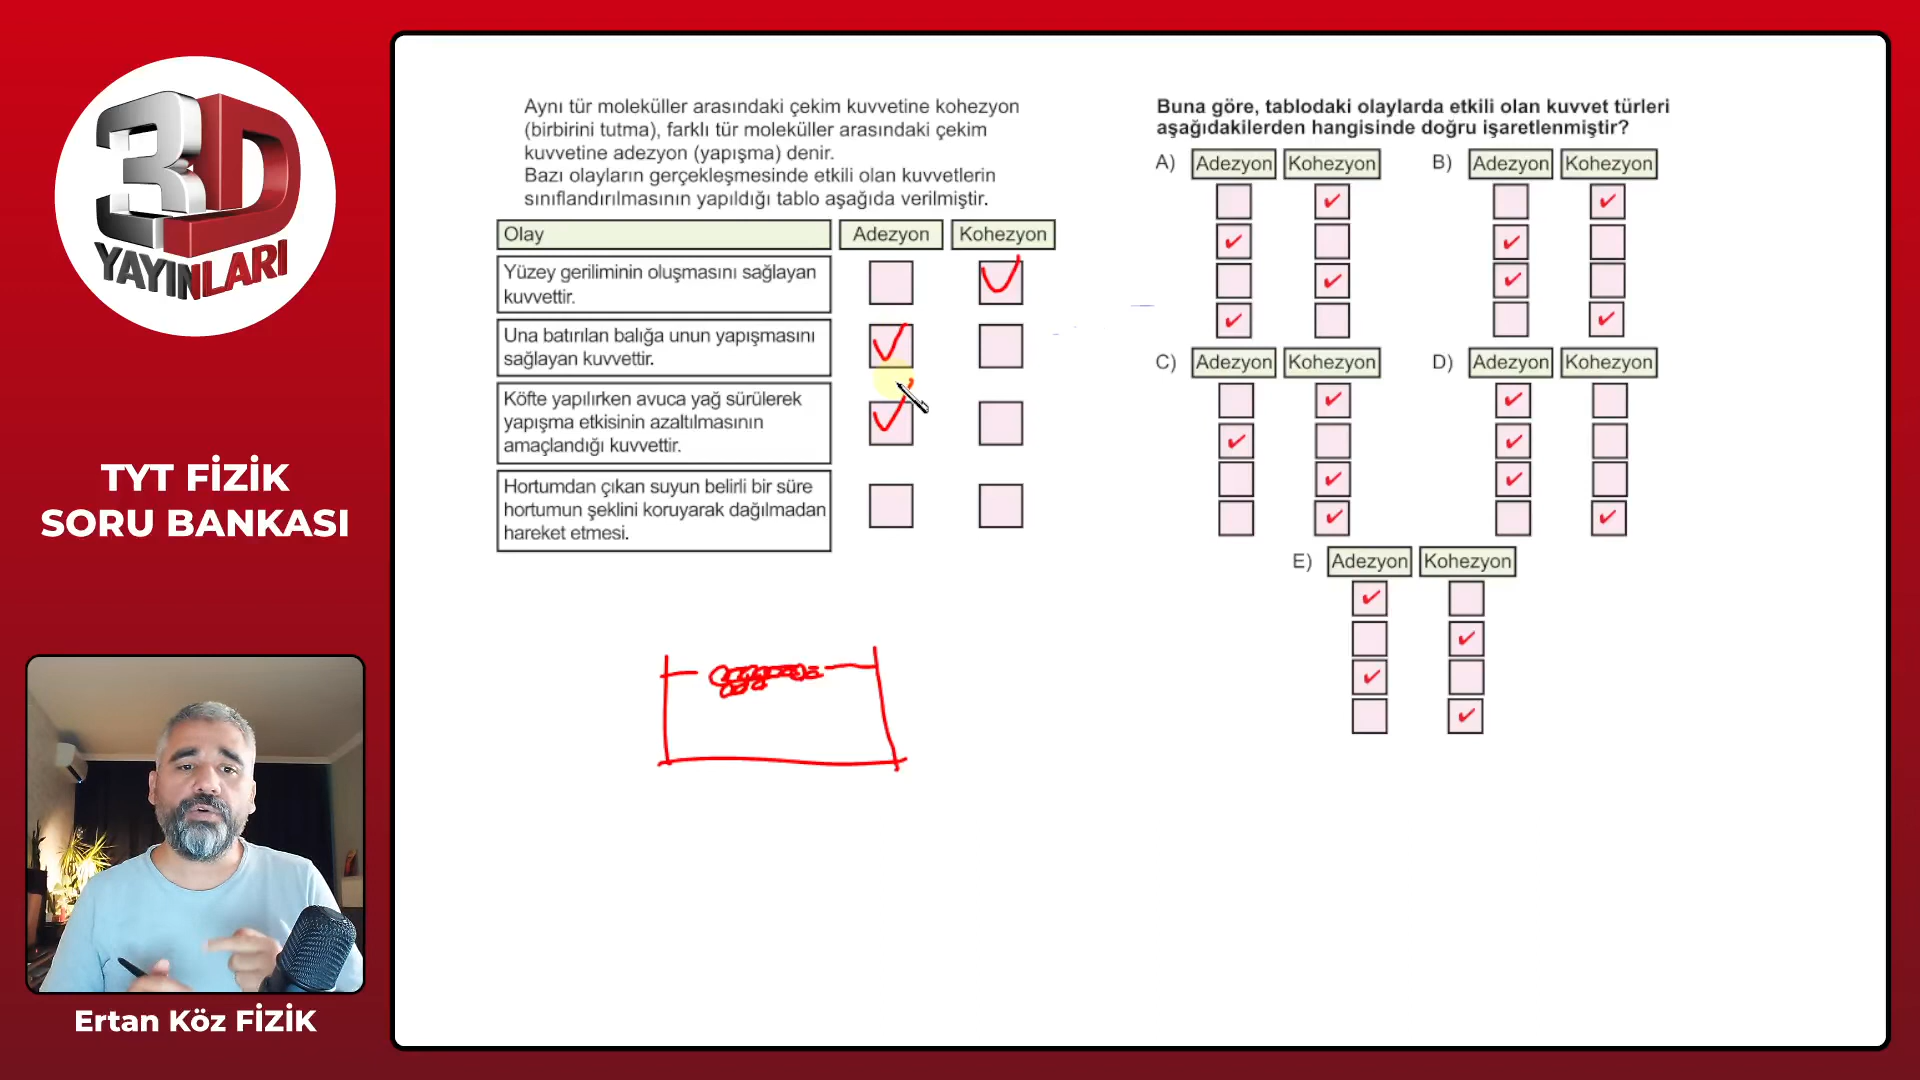 3D
YAYINLARI
TYT FİZİK
SORU BANKASI
Ertan Köz FİZİK
Aynı tür moleküller arasındaki çekim kuvvetine kohezyon
(birbirini tutma), farklı tür moleküller arasındaki çekim
kuvvetine adezyon (yapışma) denir.
Bazı olayların gerçekleşmesinde etkili olan kuvvetlerin
sınıflandırılmasının yapıldığı tablo aşağıda verilmiştir.
Olay Adezyon Kohezyon
Yüzey geriliminin oluşmasını sağlayan
kuvvettir.
Una batırılan balığa unun yapışmasını
sağlayan kuvvettir.
Köfte yapılırken avuca yağ sürülerek
yapışma etkisinin azaltılmasının
amaçlandığı kuvvettir.
Hortumdan çıkan suyun belirli bir süre
hortumun şeklini koruyarak dağılmadan
hareket etmesi.
Buna göre, tablodaki olaylarda etkili olan kuvvet türleri
aşağıdakilerden hangisinde doğru işaretlenmiştir?
A) Adezyon Kohezyon
B) Adezyon Kohezyon
C) Adezyon Kohezyon
D) Adezyon Kohezyon
E) Adezyon Kohezyon